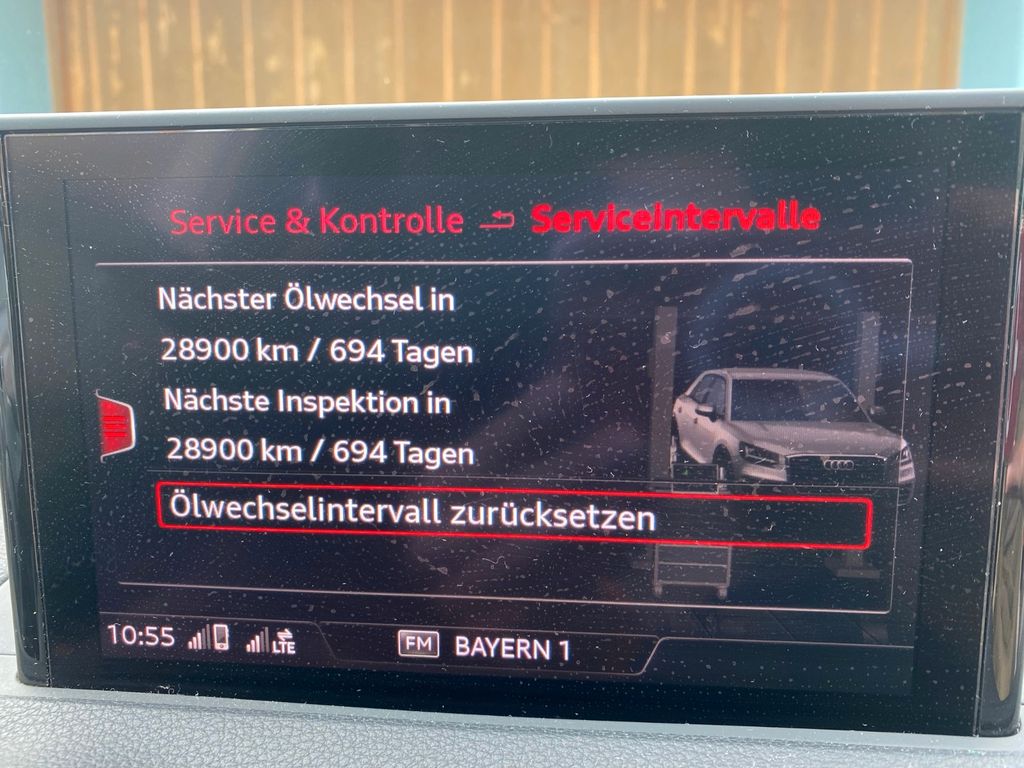 Service & Kontrolle ServiceIntervalle
Nächster Ölwechsel in
28900 km / 694 Tagen
Nächste Inspektion in
28900 km / 694 Tagen
Ölwechselintervall zurücksetzen
10:55 LTE FM BAYERN 1